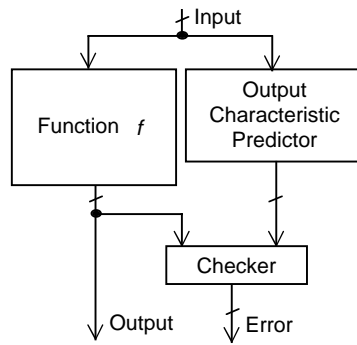 Input
Function f
Output
Characteristic
Predictor
Checker
Output
Error